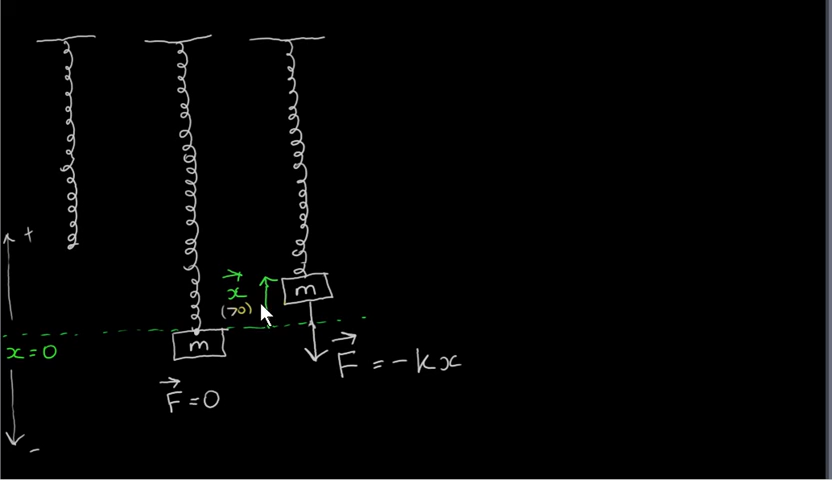 +
x⃗
(>0)
m
x=0
m
F⃗ = -kx
F⃗=0
-